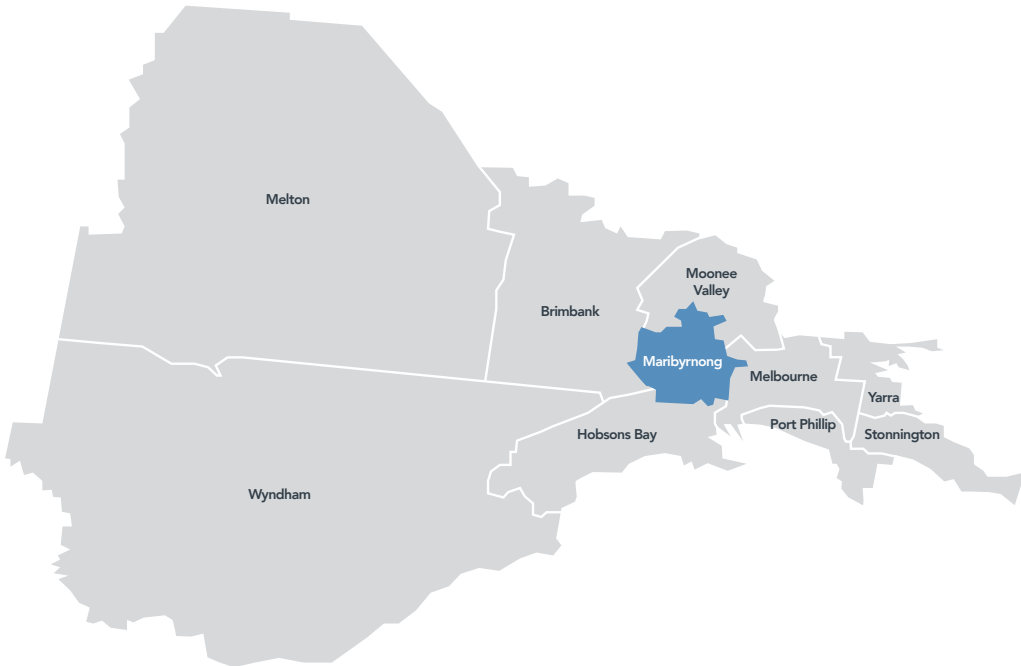 Melton
Moonee
Valley
Brimbank
Maribyrnong
Melbourne
Yarra
Port Phillip
Hobsons Bay
Stonnington
Wyndham